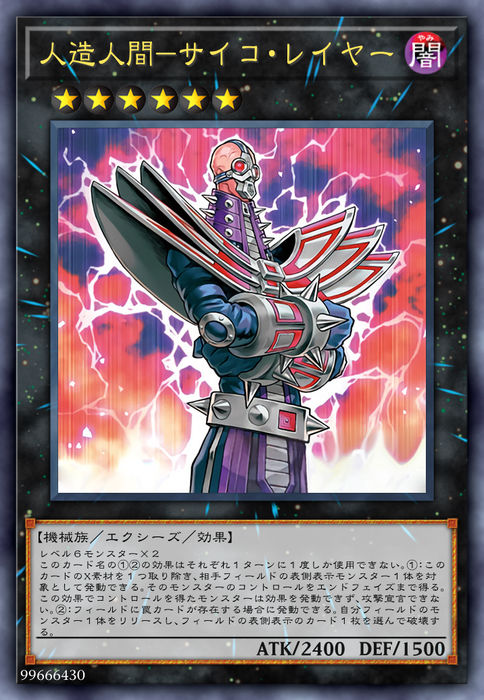 人造人間-サイコ・レイヤー
やみ
闇
【機械族／エクシーズ／効果】
レベル６モンスター×２
このカード名の①②の効果はそれぞれ１ターンに１度しか使用できない。①：この
カードのX素材を１つ取り除き、相手フィールドの表側表示モンスター１体を対
象として発動できる。そのモンスターのコントロールをエンドフェイズまで得る。
この効果でコントロールを得たモンスターは効果を発動できず、攻撃宣言できな
い。②：フィールドに罠カードが存在する場合に発動できる。自分フィールドのモ
ンスター１体をリリースし、フィールドの表側表示のカード１枚を選んで破壊す
る。
ATK/2400 DEF/1500
99666430